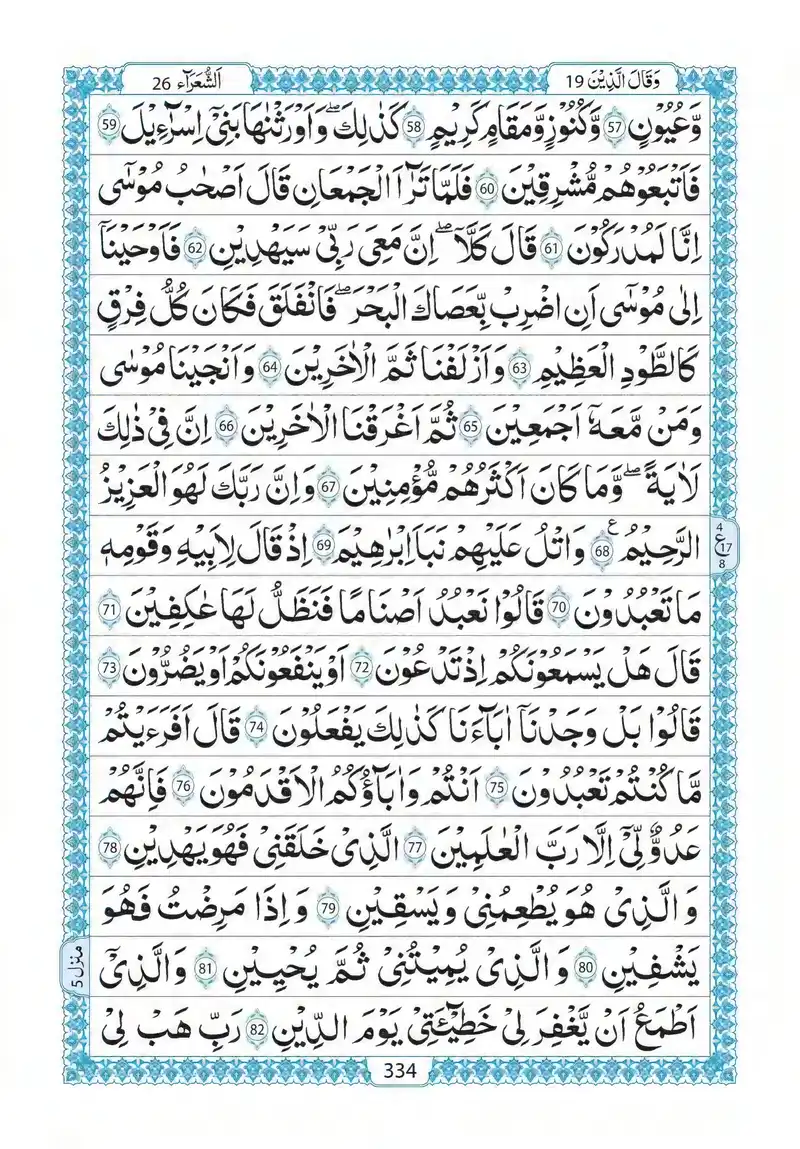 وَقَالَ الَّذِيْنَ 19
اَلشُّعَرَآء 26
وَّعُيُوْنٍ 57 وَّكُنُوْزٍ وَّمَقَامٍ كَرِيْمٍ 58 كَذٰلِكَ ۖ وَاَوْرَثْنٰهَا بَنِيْۤ اِسْرَآءِيْلَ 59
فَاَتْبَعُوْهُمْ مُّشْرِقِيْنَ 60 فَلَمَّا تَرَآءَا الْجَمْعَانِ قَالَ اَصْحٰبُ مُوْسٰۤى
اِنَّا لَمُدْرَكُوْنَ 61 قَالَ كَلَّا ۖ اِنَّ مَعِيَ رَبِّيْ سَيَهْدِيْنِ 62 فَاَوْحَيْنَاۤ
اِلٰى مُوْسٰۤى اَنِ اضْرِبْ بِّعَصَاكَ الْبَحْرَ ۖ فَانْفَلَقَ فَكَانَ كُلُّ فِرْقٍ
كَالطَّوْدِ الْعَظِيْمِ 63 وَاَزْلَفْنَا ثَمَّ الْاٰخَرِيْنَ 64 وَاَنْجَيْنَا مُوْسٰى
وَمَنْ مَّعَهٗۤ اَجْمَعِيْنَ 65 ثُمَّ اَغْرَقْنَا الْاٰخَرِيْنَ 66 اِنَّ فِيْ ذٰلِكَ
لَاٰيَةً ۖ وَّمَا كَانَ اَكْثَرُهُمْ مُّؤْمِنِيْنَ 67 وَاِنَّ رَبَّكَ لَهُوَ الْعَزِيْزُ
الرَّحِيْمُ ع 68 وَاتْلُ عَلَيْهِمْ نَبَاَ اِبْرٰهِيْمَ 69 اِذْ قَالَ لِاَبِيْهِ وَقَوْمِهٖ
4
ع 17
8
مَا تَعْبُدُوْنَ 70 قَالُوْا نَعْبُدُ اَصْنَامًا فَنَظَلُّ لَهَا عٰكِفِيْنَ 71
قَالَ هَلْ يَسْمَعُوْنَكُمْ اِذْ تَدْعُوْنَ 72 اَوْ يَنْفَعُوْنَكُمْ اَوْ يَضُرُّوْنَ 73
قَالُوْا بَلْ وَجَدْنَاۤ اٰبَآءَنَا كَذٰلِكَ يَفْعَلُوْنَ 74 قَالَ اَفَرَءَيْتُمْ
مَّا كُنْتُمْ تَعْبُدُوْنَ 75 اَنْتُمْ وَاٰبَآؤُكُمُ الْاَقْدَمُوْنَ 76 فَاِنَّهُمْ
عَدُوٌّ لِّيْۤ اِلَّا رَبَّ الْعٰلَمِيْنَ 77 الَّذِيْ خَلَقَنِيْ فَهُوَ يَهْدِيْنِ 78
وَالَّذِيْ هُوَ يُطْعِمُنِيْ وَيَسْقِيْنِ 79 وَاِذَا مَرِضْتُ فَهُوَ
يَشْفِيْنِ 80 وَالَّذِيْ يُمِيْتُنِيْ ثُمَّ يُحْيِيْنِ 81 وَالَّذِيْۤ
منزل 5
اَطْمَعُ اَنْ يَّغْفِرَ لِيْ خَطِيْٓـَٔتِيْ يَوْمَ الدِّيْنِ 82 رَبِّ هَبْ لِيْ
334